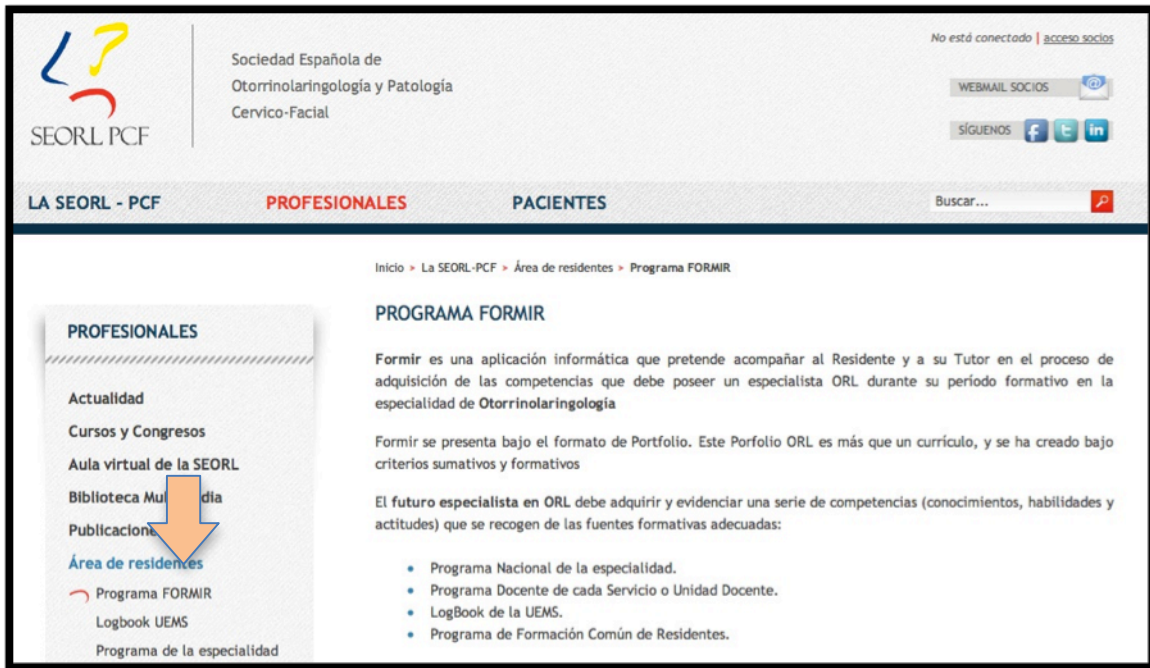 No está conectado | acceso socios
Sociedad Española de
Otorrinolaringología y Patología
Cervico-Facial
WEBMAIL SOCIOS
SÍGUENOS
SEORL PCF
LA SEORL - PCF PROFESIONALES PACIENTES Buscar...
Inicio > La SEORL-PCF > Área de residentes > Programa FORMIR
PROFESIONALES
Actualidad
Cursos y Congresos
Aula virtual de la SEORL
Biblioteca Mu dia
Publicacione
Área de residentes
Programa FORMIR
Logbook UEMS
Programa de la especialidad
PROGRAMA FORMIR
Formir es una aplicación informática que pretende acompañar al Residente y a su Tutor en el proceso de
adquisición de las competencias que debe poseer un especialista ORL durante su período formativo en la
especialidad de Otorrinolaringología
Formir se presenta bajo el formato de Portfolio. Este Porfolio ORL es más que un currículo, y se ha creado bajo
criterios sumativos y formativos
El futuro especialista en ORL debe adquirir y evidenciar una serie de competencias (conocimientos, habilidades y
actitudes) que se recogen de las fuentes formativas adecuadas:
• Programa Nacional de la especialidad.
• Programa Docente de cada Servicio o Unidad Docente.
• LogBook de la UEMS.
• Programa de Formación Común de Residentes.